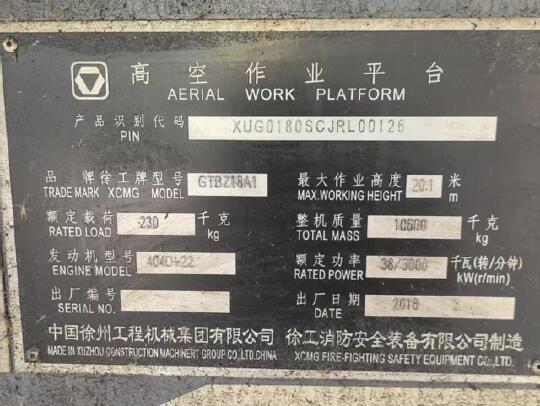 高空作业平台
AERIAL WORK PLATFORM
产品识别代码 XUG0180SCJRL00126
PIN
品牌徐工牌型号 GTBZ18A1 最大作业高度 20.1 米
TRADE MARK XCMG MODEL MAX.WORKING HEIGHT m
额定载荷 230 千克 整机质量 10600 千克
RATED LOAD kg TOTAL MASS kg
发动机型号 404D-22 额定功率 38/3000 千瓦(转/分钟)
ENGINE MODEL RATED POWER kW(r/min)
出厂编号 出厂日期 2018
SERIAL NO. DATE
中国徐州工程机械集团有限公司 徐工消防安全装备有限公司制造
MADE IN XUZHOU CONSTRUCTION MACHINERY GROUP CO.,LTD.CHINA XCMG FIRE-FIGHTING SAFETY EQUIPMENT CO.,LTD.